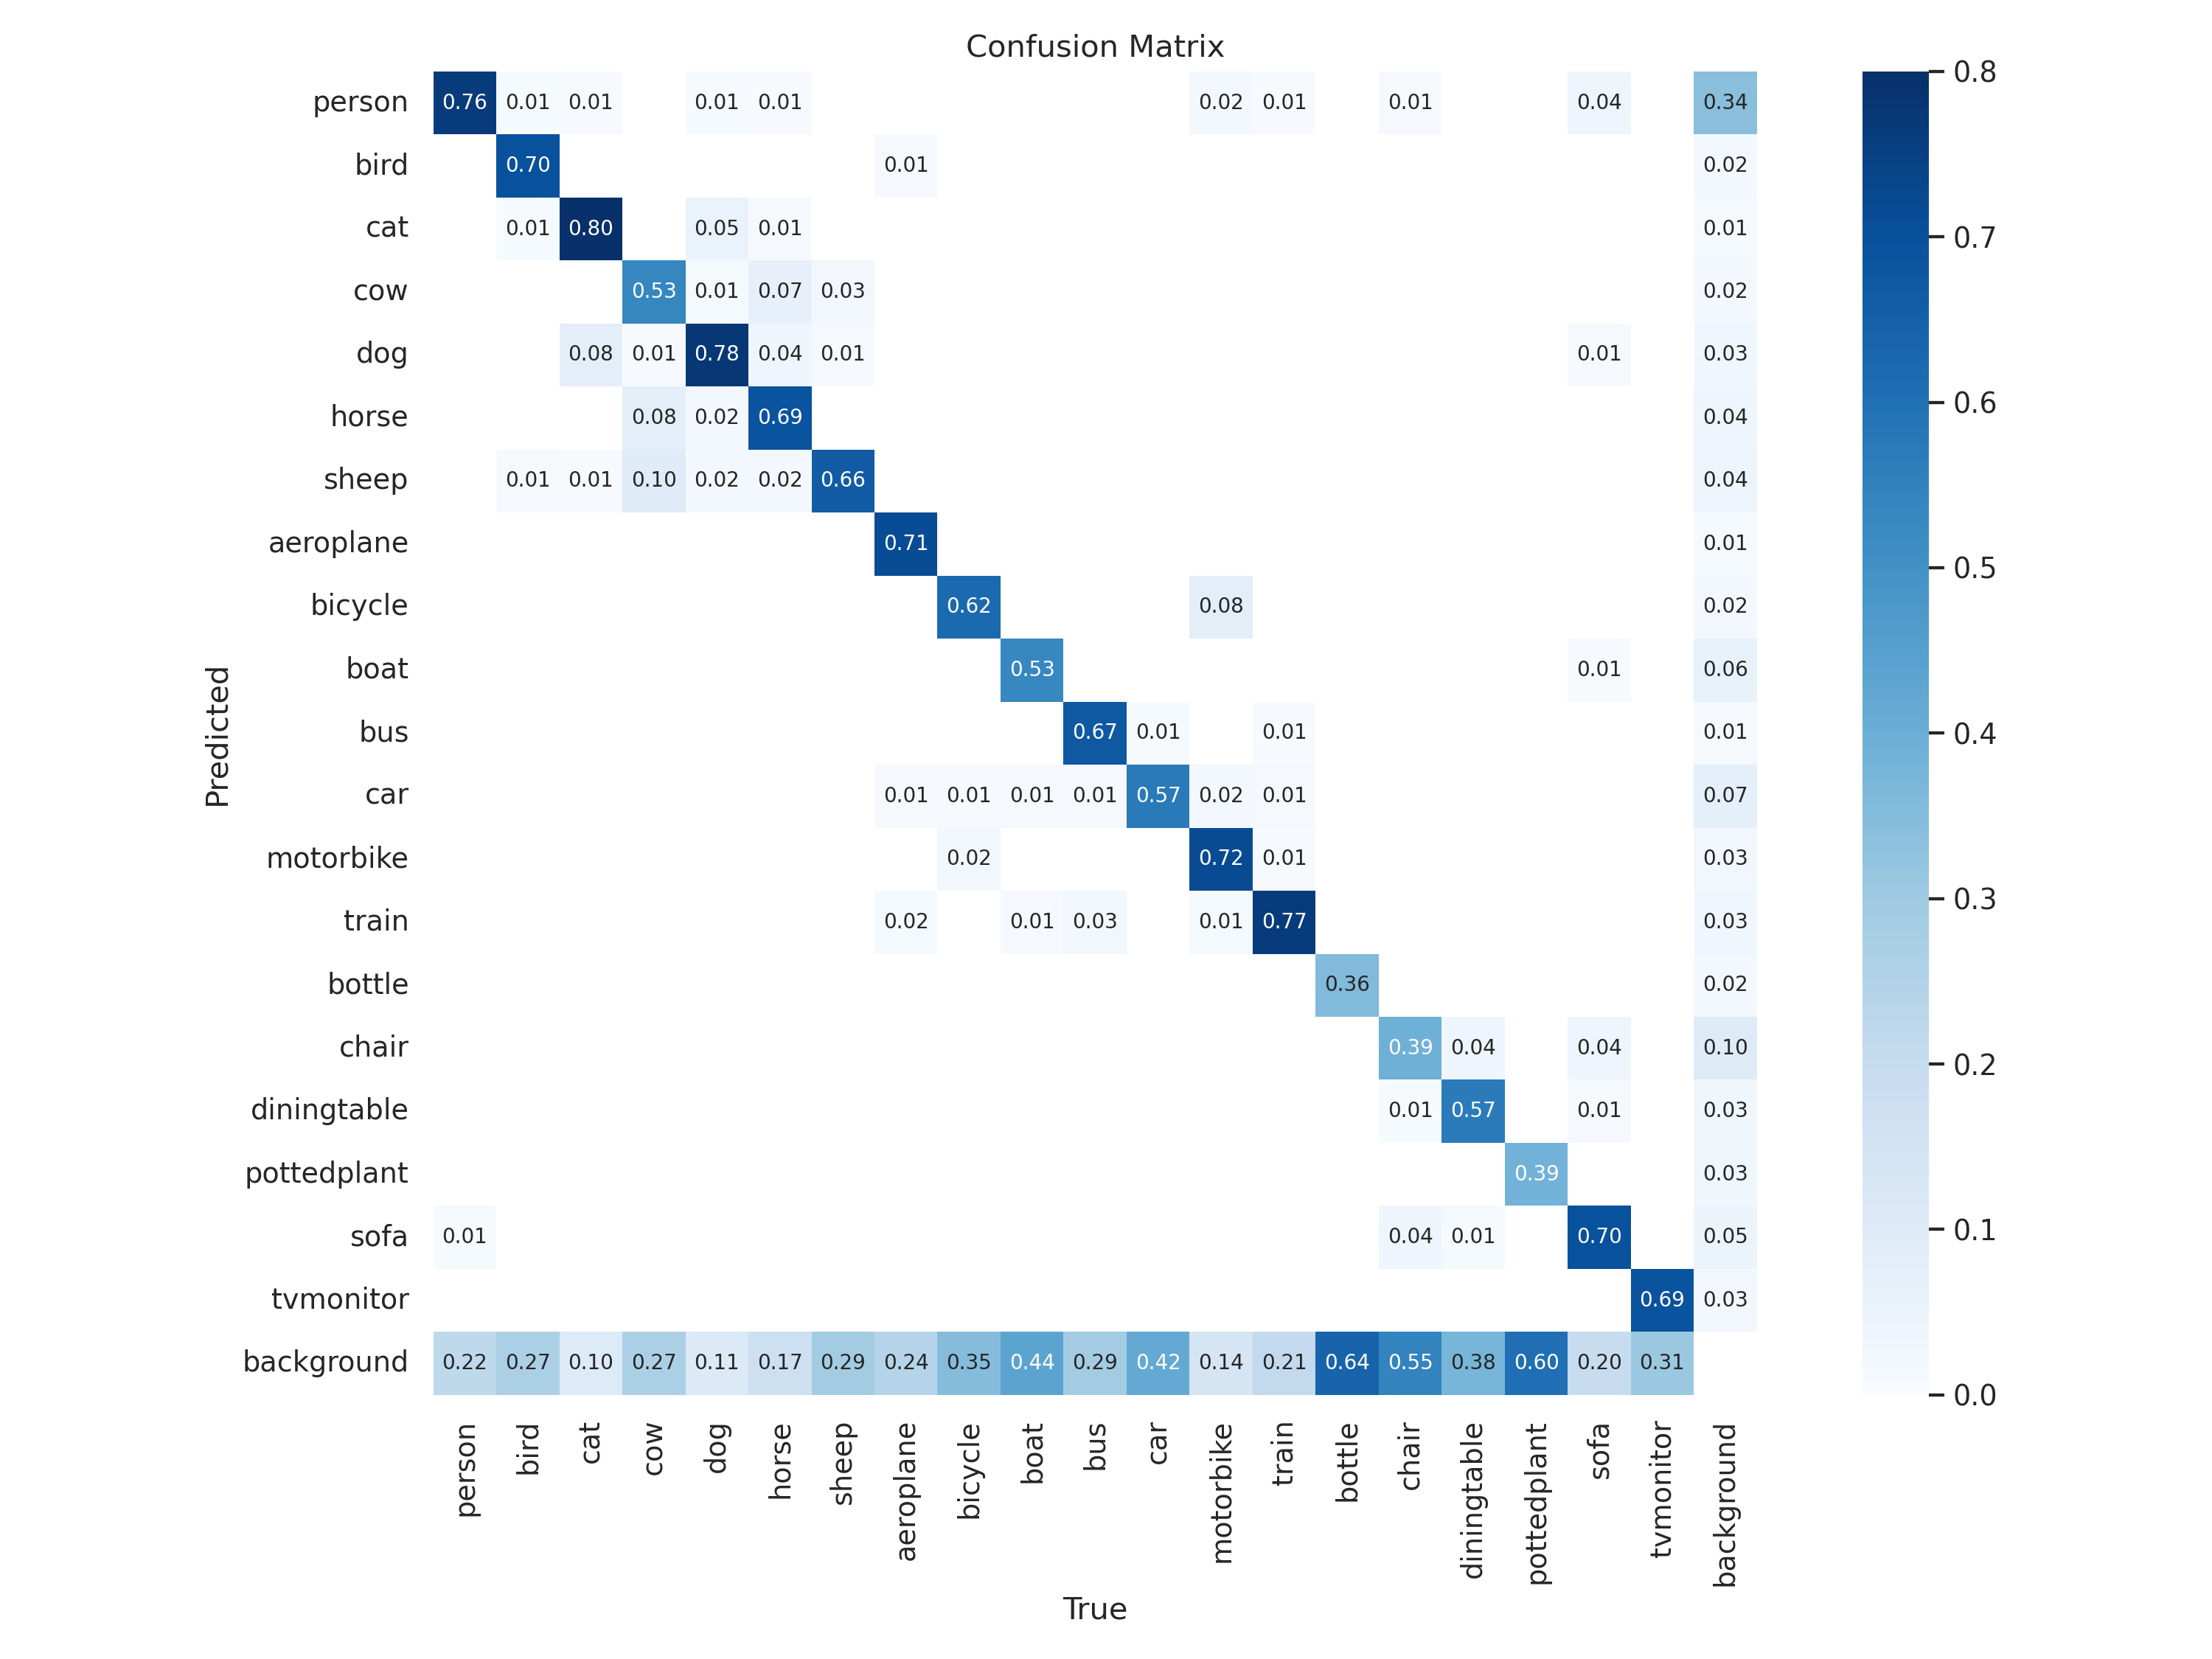 Confusion Matrix
person 0.76 0.01 0.01 0.01 0.01 0.02 0.01 0.01 0.04 0.34
bird 0.70 0.01 0.02
cat 0.01 0.80 0.05 0.01 0.01
cow 0.53 0.01 0.07 0.03 0.02
dog 0.08 0.01 0.78 0.04 0.01 0.01 0.03
horse 0.08 0.02 0.69 0.04
sheep 0.01 0.01 0.10 0.02 0.02 0.66 0.04
aeroplane 0.71 0.01
bicycle 0.62 0.08 0.02
boat 0.53 0.01 0.06
bus 0.67 0.01 0.01 0.01
car 0.01 0.01 0.01 0.01 0.57 0.02 0.01 0.07
motorbike 0.02 0.72 0.01 0.03
train 0.02 0.01 0.03 0.01 0.77 0.03
bottle 0.36 0.02
chair 0.39 0.04 0.04 0.10
diningtable 0.01 0.57 0.01 0.03
pottedplant 0.39 0.03
sofa 0.01 0.04 0.01 0.70 0.05
tvmonitor 0.69 0.03
background 0.22 0.27 0.10 0.27 0.11 0.17 0.29 0.24 0.35 0.44 0.29 0.42 0.14 0.21 0.64 0.55 0.38 0.60 0.20 0.31
person bird cat cow dog horse sheep aeroplane bicycle boat bus car motorbike train bottle chair diningtable pottedplant sofa tvmonitor background
True
Predicted
0.8
0.7
0.6
0.5
0.4
0.3
0.2
0.1
0.0